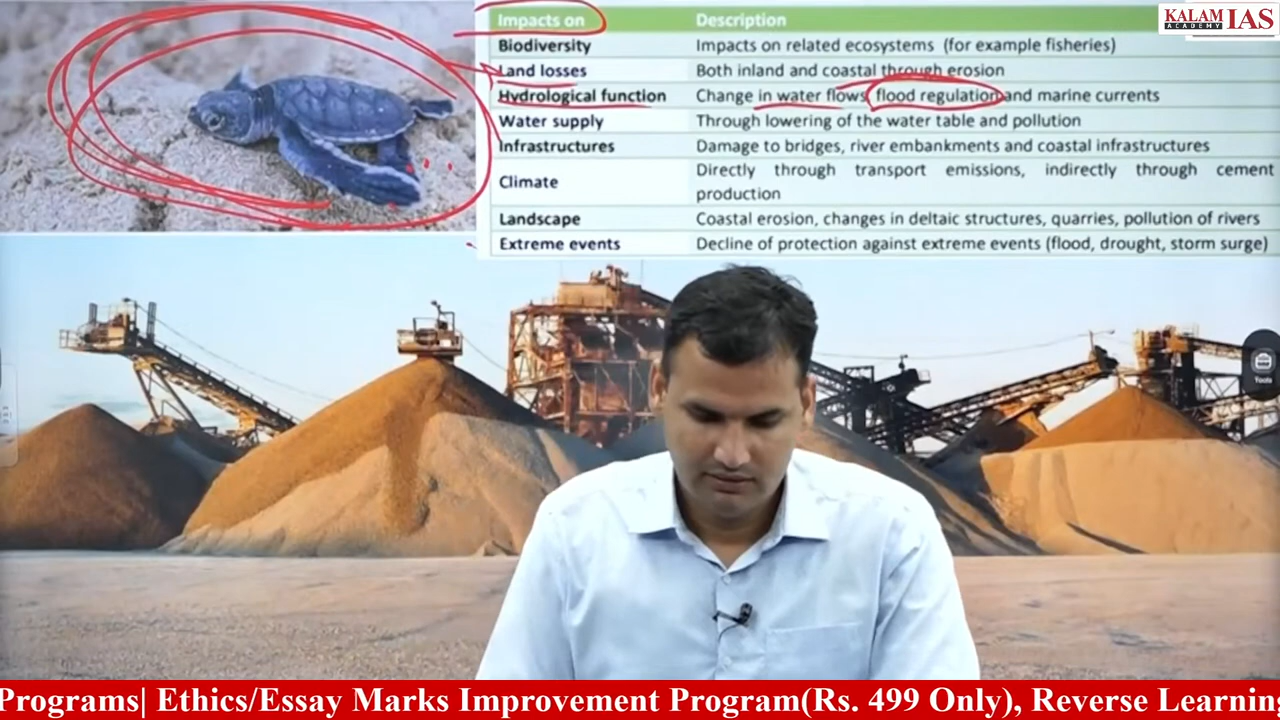 Impacts on Description
Biodiversity Impacts on related ecosystems (for example fisheries)
Land losses Both inland and coastal through erosion
Hydrological function Change in water flows, flood regulation and marine currents
Water supply Through lowering of the water table and pollution
Infrastructures Damage to bridges, river embankments and coastal infrastructures
Climate Directly through transport emissions, indirectly through cement
production
Landscape Coastal erosion, changes in deltaic structures, quarries, pollution of rivers
Extreme events Decline of protection against extreme events (flood, drought, storm surge)
KALAM IAS
ACADEMY
Tools
Programs| Ethics/Essay Marks Improvement Program(Rs. 499 Only), Reverse Learning